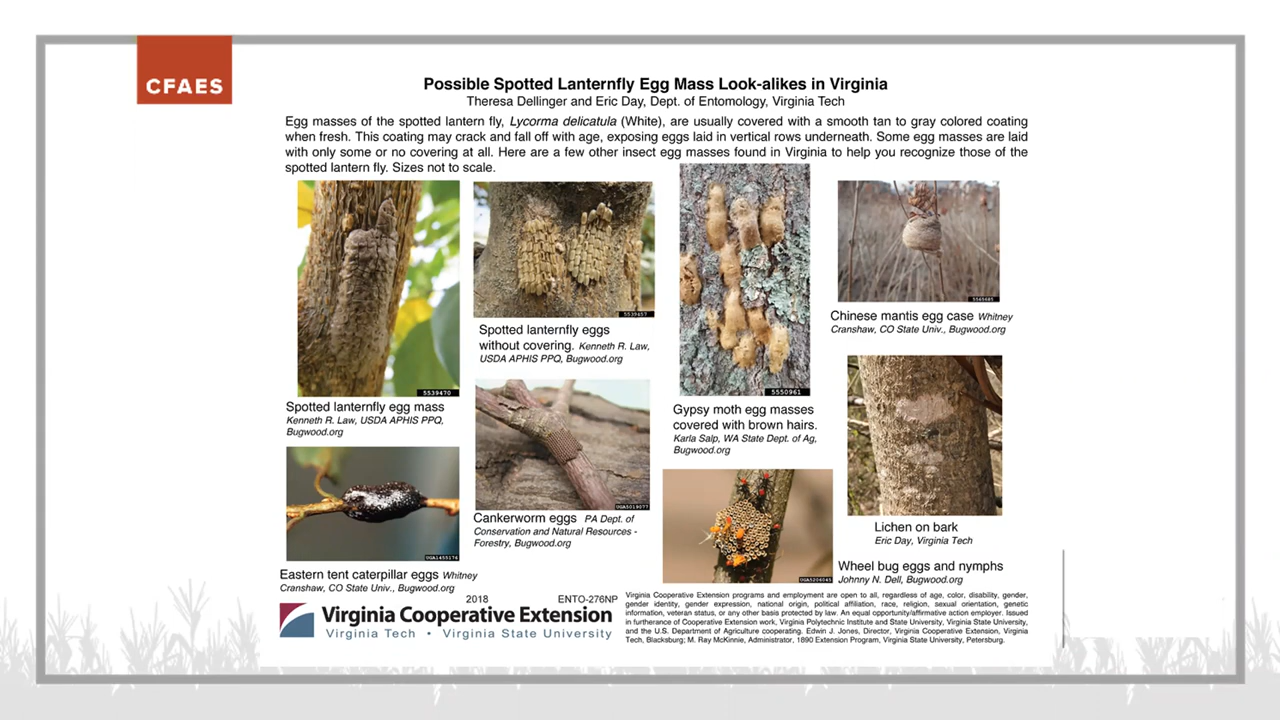 CFAES
Possible Spotted Lanternfly Egg Mass Look-alikes in Virginia
Theresa Dellinger and Eric Day, Dept. of Entomology, Virginia Tech
Egg masses of the spotted lantern fly, Lycorma delicatula (White), are usually covered with a smooth tan to gray colored coating
when fresh. This coating may crack and fall off with age, exposing eggs laid in vertical rows underneath. Some egg masses are laid
with only some or no covering at all. Here are a few other insect egg masses found in Virginia to help you recognize those of the
spotted lantern fly. Sizes not to scale.
5539470
Spotted lanternfly egg mass
Kenneth R. Law, USDA APHIS PPQ,
Bugwood.org
5539457
Spotted lanternfly eggs
without covering. Kenneth R. Law,
USDA APHIS PPQ, Bugwood.org
5550961
Gypsy moth egg masses
covered with brown hairs.
Karla Salp, WA State Dept. of Ag,
Bugwood.org
Chinese mantis egg case Whitney
Cranshaw, CO State Univ., Bugwood.org
Eastern tent caterpillar eggs Whitney
Cranshaw, CO State Univ., Bugwood.org
Cankerworm eggs PA Dept. of
Conservation and Natural Resources -
Forestry, Bugwood.org
Lichen on bark
Eric Day, Virginia Tech
Wheel bug eggs and nymphs
Johnny N. Dell, Bugwood.org
2018 ENTO-276NP
Virginia Cooperative Extension
Virginia Tech • Virginia State University
Virginia Cooperative Extension programs and employment are open to all, regardless of age, color, disability, gender,
gender identity, gender expression, national origin, political affiliation, race, religion, sexual orientation, genetic
information, veteran status, or any other basis protected by law. An equal opportunity/affirmative action employer. Issued
in furtherance of Cooperative Extension work, Virginia Polytechnic Institute and State University, Virginia State University,
and the U.S. Department of Agriculture cooperating. Edwin J. Jones, Director, Virginia Cooperative Extension, Virginia
Tech, Blacksburg; M. Ray McKinnie, Administrator, 1890 Extension Program, Virginia State University, Petersburg.